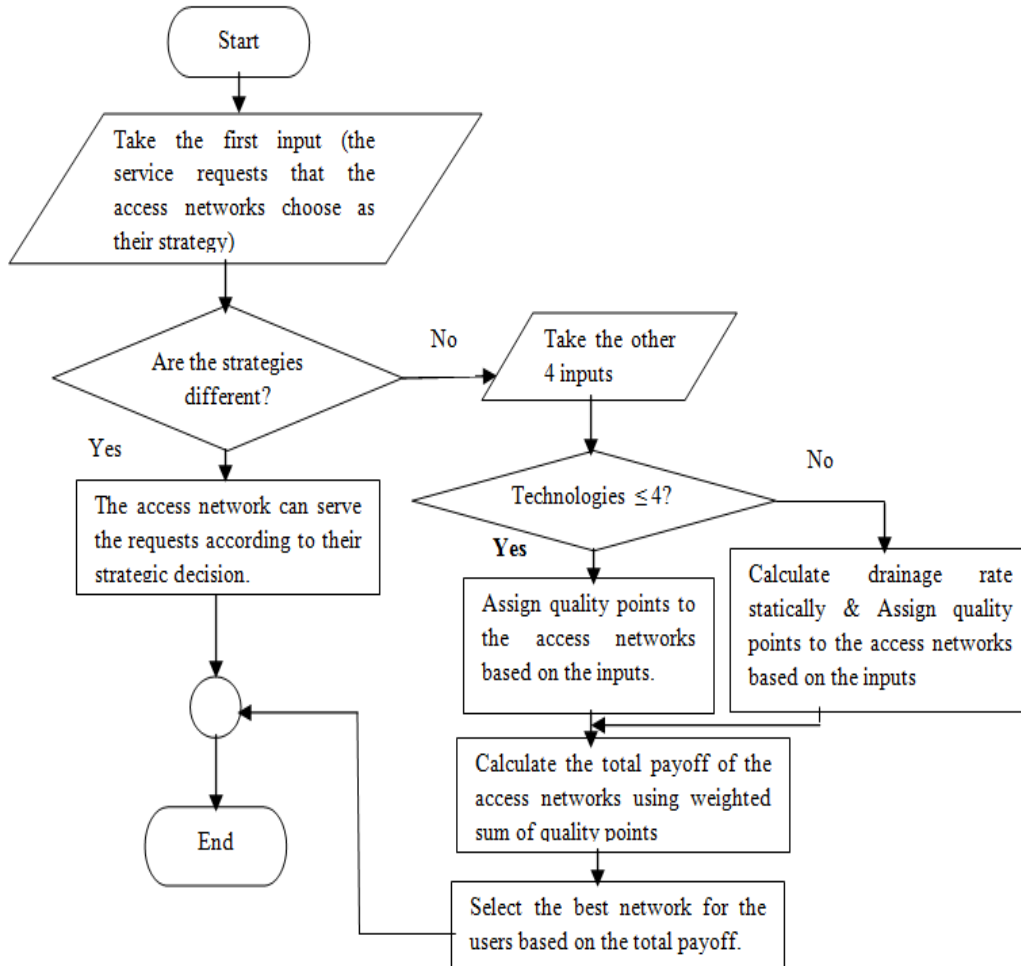 Start
Take the first input (the
service requests that the
access networks choose as
their strategy)
No
Take the other
4 inputs
Are the strategies
different?
Yes
No
Technologies ≤4?
The access network can serve
the requests according to their
strategic decision.
Yes
Assign quality points to
the access networks
based on the inputs.
Calculate drainage rate
statically & Assign quality
points to the access networks
based on the inputs
Calculate the total payoff of the
access networks using weighted
sum of quality points
End
Select the best network for the
users based on the total payoff.